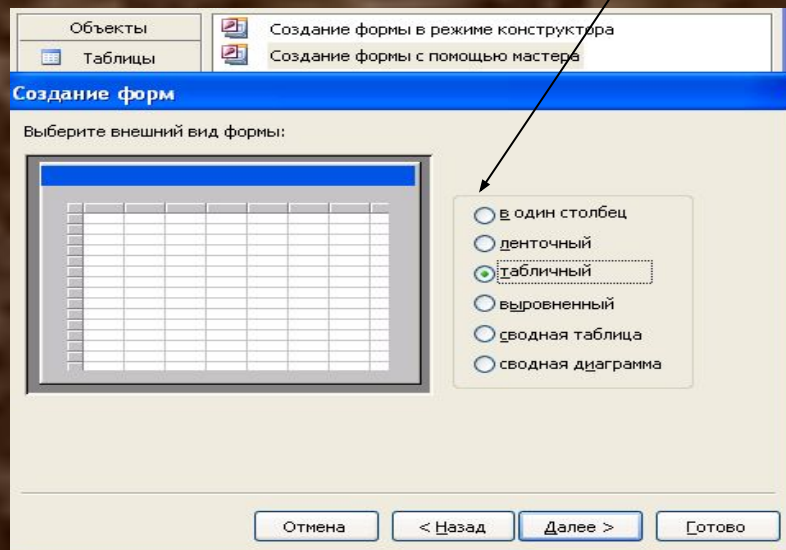 Объекты
Создание формы в режиме конструктора
Таблицы
Создание формы с помощью мастера
Создание форм
Выберите внешний вид формы:
в один столбец
ленточный
табличный
выровненный
сводная таблица
сводная диаграмма
Отмена < Назад Далее > Готово